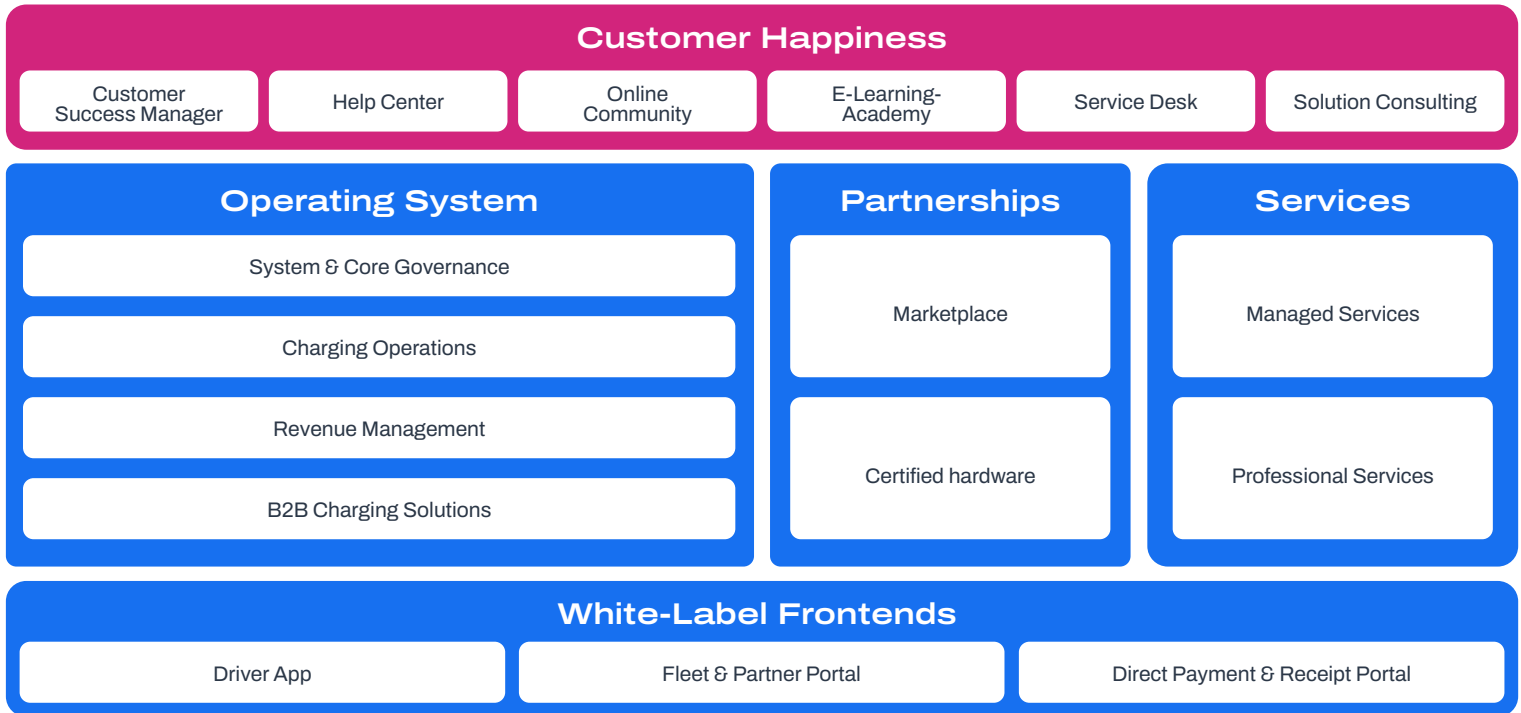 Customer Happiness
Customer
Success Manager
Help Center
Online
Community
E-Learning-
Academy
Service Desk
Solution Consulting
Operating System
System & Core Governance
Charging Operations
Revenue Management
B2B Charging Solutions
Partnerships
Marketplace
Certified hardware
Services
Managed Services
Professional Services
White-Label Frontends
Driver App
Fleet & Partner Portal
Direct Payment & Receipt Portal